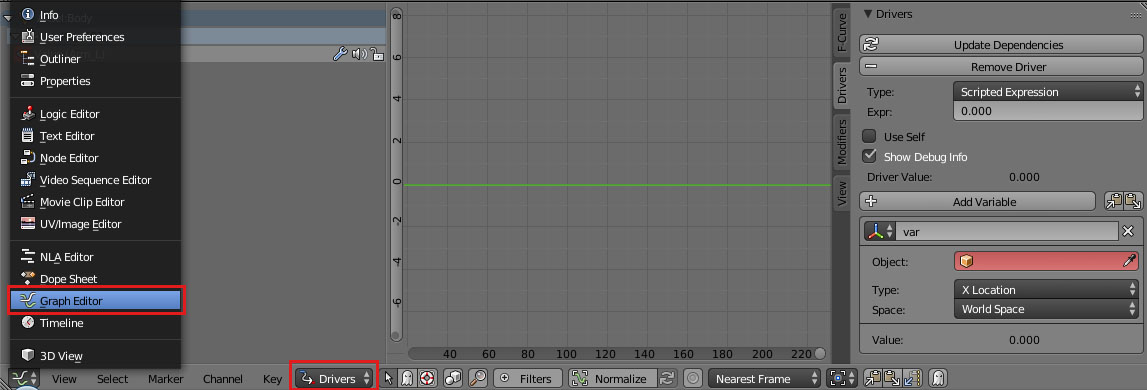 Info
User Preferences
Outliner
Properties
Logic Editor
Text Editor
Node Editor
Video Sequence Editor
Movie Clip Editor
UV/Image Editor
NLA Editor
Dope Sheet
Graph Editor
Timeline
3D View
.Body
8
6
4
2
0
-2
-4
-6
40 60 80 100 120 140 160 180 200 220
F-Curve
Drivers
Modifiers
View
Drivers
Update Dependencies
Remove Driver
Type: Scripted Expression
Expr: 0.000
Use Self
Show Debug Info
Driver Value: 0.000
Add Variable
var
Object:
Type: X Location
Space: World Space
Value: 0.000
View Select Marker Channel Key Drivers Filters Normalize Nearest Frame